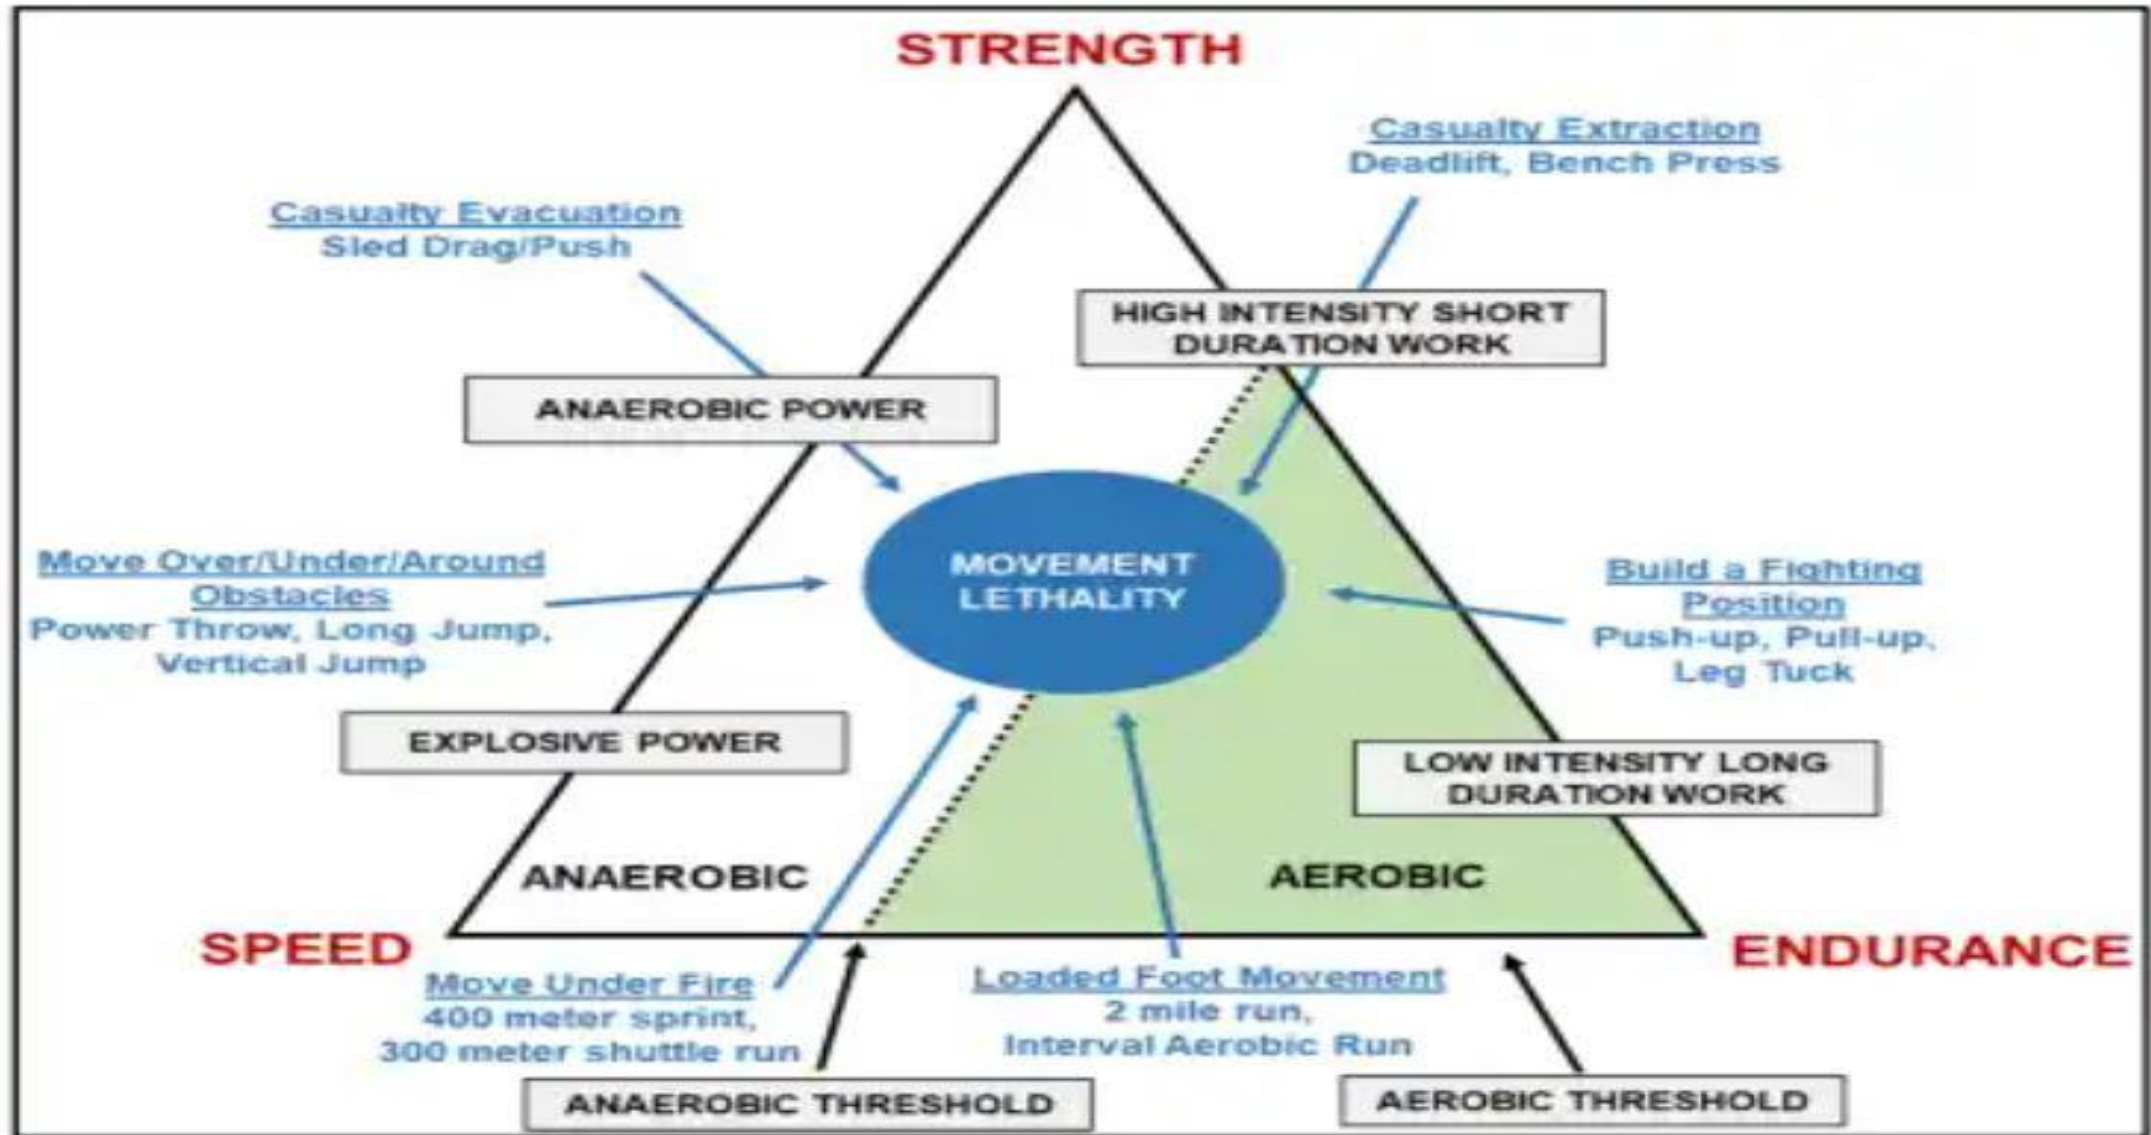 STRENGTH
Casualty Extraction
Deadlift, Bench Press
Casualty Evacuation
Sled Drag/Push
HIGH INTENSITY SHORT
DURATION WORK
ANAEROBIC POWER
MOVEMENT
LETHALITY
Move Over/Under/Around
Obstacles
Power Throw, Long Jump,
Vertical Jump
Build a Fighting
Position
Push-up, Pull-up,
Leg Tuck
EXPLOSIVE POWER
LOW INTENSITY LONG
DURATION WORK
ANAEROBIC
AEROBIC
SPEED
ENDURANCE
Move Under Fire
400 meter sprint,
300 meter shuttle run
Loaded Foot Movement
2 mile run,
Interval Aerobic Run
ANAEROBIC THRESHOLD
AEROBIC THRESHOLD